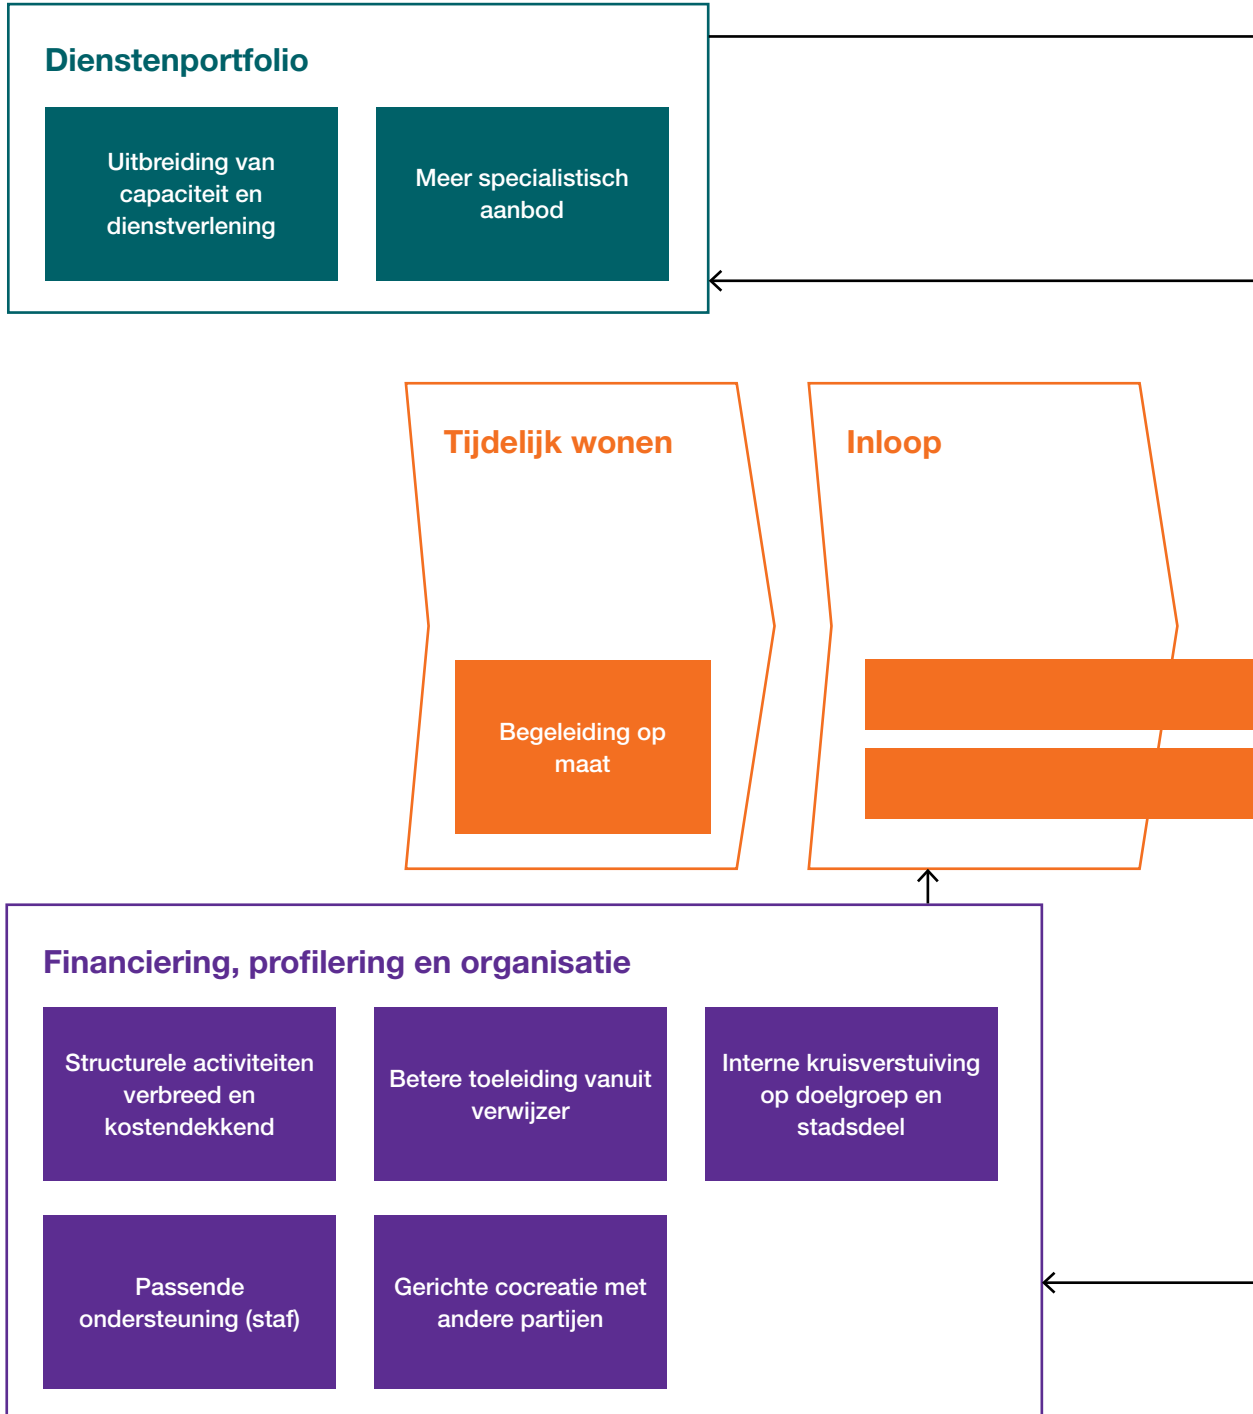 Dienstenportfolio
Uitbreiding van
capaciteit en
dienstverlening
Meer specialistisch
aanbod
Tijdelijk wonen
Begeleiding op
maat
Inloop
Financiering, profilering en organisatie
Structurele activiteiten
verbreed en
kostendekkend
Betere toeleiding vanuit
verwijzer
Interne kruisverstuiving
op doelgroep en
stadsdeel
Passende
ondersteuning (staf)
Gerichte cocreatie met
andere partijen